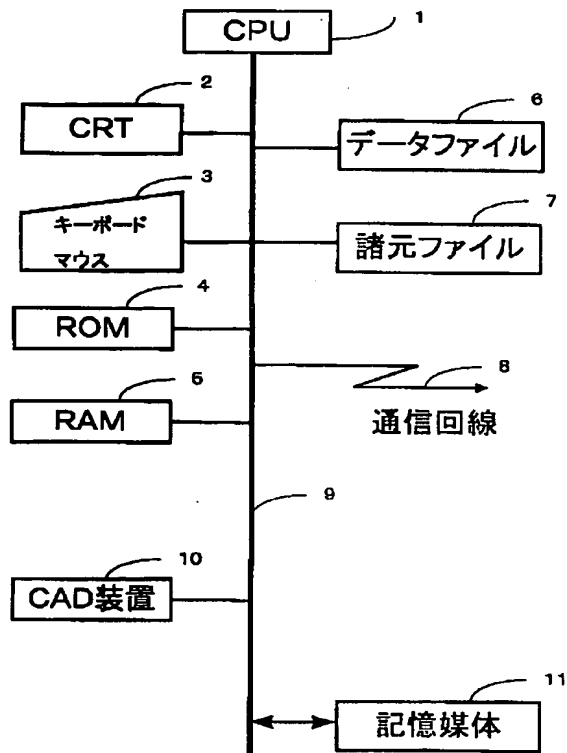 CPU
1
2
CRT
6
データファイル
3
キーボード
マウス
7
諸元ファイル
4
ROM
8
通信回線
5
RAM
9
10
CAD装置
11
記憶媒体